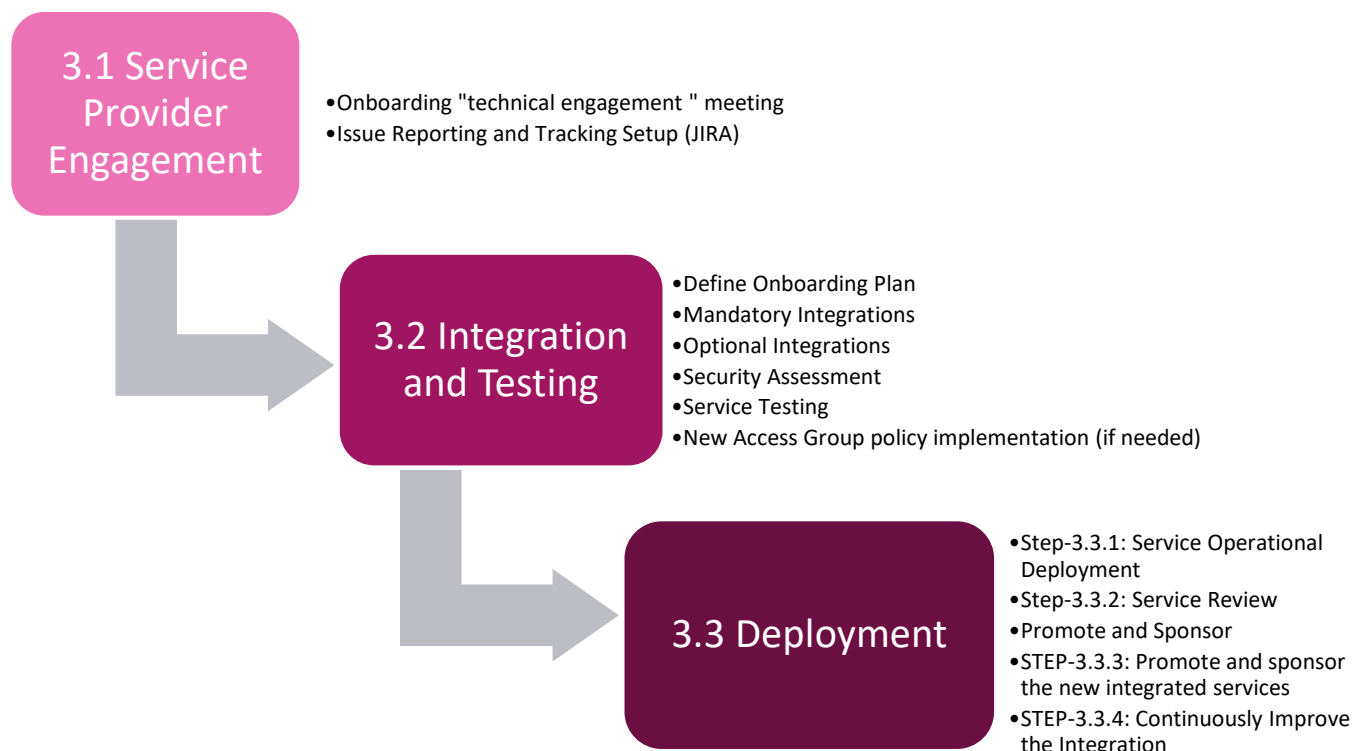 3.1 Service
Provider
Engagement
•Onboarding "technical engagement " meeting
•Issue Reporting and Tracking Setup (JIRA)
3.2 Integration
and Testing
•Define Onboarding Plan
•Mandatory Integrations
•Optional Integrations
•Security Assessment
•Service Testing
•New Access Group policy implementation (if needed)
3.3 Deployment
•Step-3.3.1: Service Operational
Deployment
•Step-3.3.2: Service Review
•Promote and Sponsor
•STEP-3.3.3: Promote and sponsor
the new integrated services
•STEP-3.3.4: Continuously Improve
the Integration